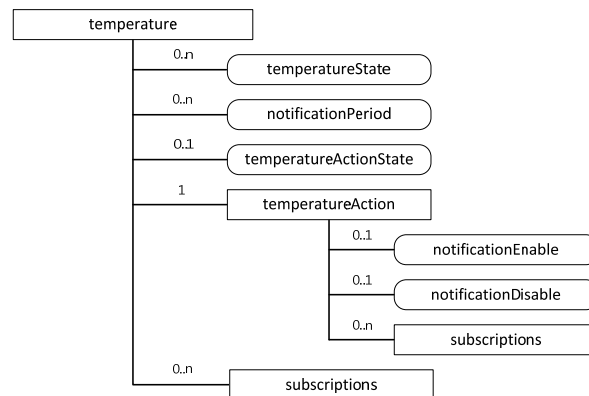 temperature
0..n
temperatureState
0..n
notificationPeriod
0..1
temperatureActionState
1
temperatureAction
0..1
notificationEnable
0..1
notificationDisable
0..n
subscriptions
0..n
subscriptions